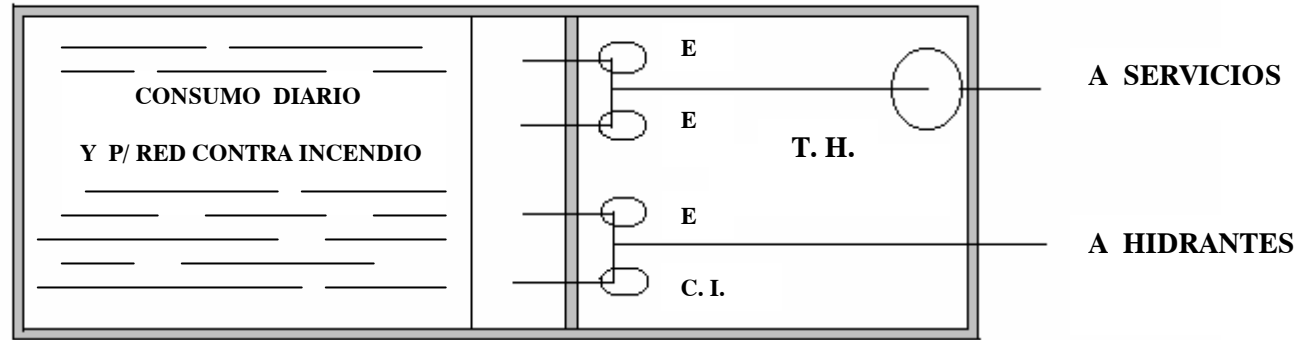 CONSUMO DIARIO
Y P/ RED CONTRA INCENDIO
E
E
T. H.
E
C. I.
A SERVICIOS
A HIDRANTES